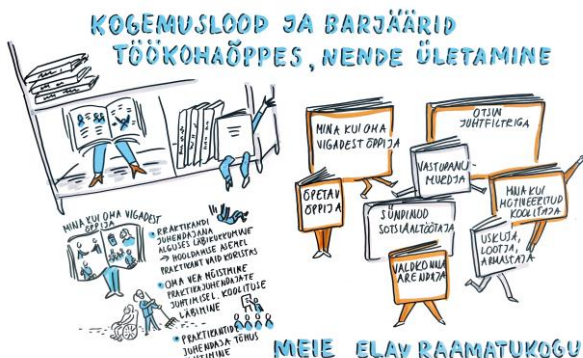 KOGEMUSLOOD JA BARJÄÄRID
TÖÖKOHAÕPPES, NENDE ÜLETAMINE
MINA KUI OMA
VIGADEST ÕPPIJA
OTSIN
JUHTFILTRIGA
VASTUPANU-
MURDJA
ÕPETAV
ÕPPIJA
SÜNDINUD
SOTSIAALTÖÖTAJA
MINA KUI
MOTIVEERITUD
KOOLITAJA
USKUJA,
LOOTJA,
ARMASTAJA
VALDKONNA
ARENDAJA
MINA KUI OMA VIGADEST
ÕPPIJA
PRAKTIKANDI
JUHENDAJANA
ALGUSES LÄBIKUKKUMINE
→ HOOLDAMISE ASEMEL
PRAKTIKANT VAID KORISTAS
OMA VEA MÕISTMINE
PRAKTIKAJUHENDAJATE
JUHTIMISEL. KOOLITUSE
LÄBIMINE
PRAKTIKANTIDE
JUHENDAJA TÕHUS
MEIE ELAV RAAMATUKOGU